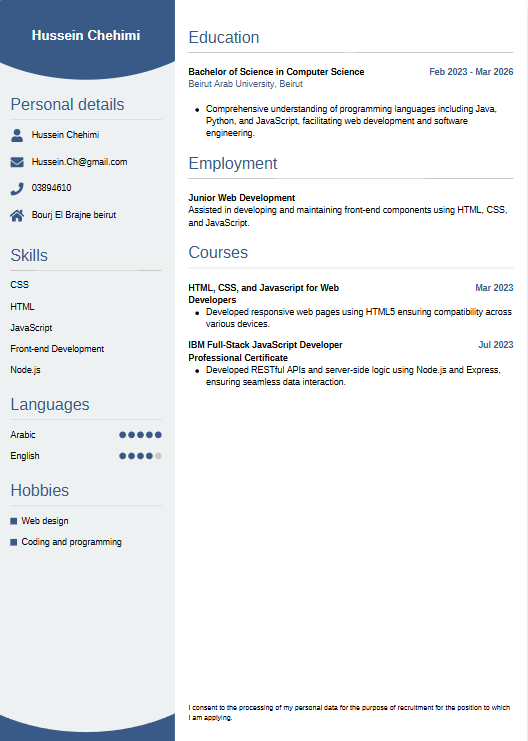 Hussein Chehimi
Personal details
Hussein Chehimi
Hussein.Ch@gmail.com
03894610
Bourj El Brajne beirut
Skills
CSS
HTML
JavaScript
Front-end Development
Node.js
Languages
Arabic
English
Hobbies
Web design
Coding and programming
Education
Bachelor of Science in Computer Science Feb 2023 - Mar 2026
Beirut Arab University, Beirut
Comprehensive understanding of programming languages including Java,
Python, and JavaScript, facilitating web development and software
engineering.
Employment
Junior Web Development
Assisted in developing and maintaining front-end components using HTML, CSS,
and JavaScript.
Courses
HTML, CSS, and Javascript for Web Mar 2023
Developers
Developed responsive web pages using HTML5 ensuring compatibility across
various devices.
IBM Full-Stack JavaScript Developer Jul 2023
Professional Certificate
Developed RESTful APIs and server-side logic using Node.js and Express,
ensuring seamless data interaction.
I consent to the processing of my personal data for the purpose of recruitment for the position to which
I am applying.